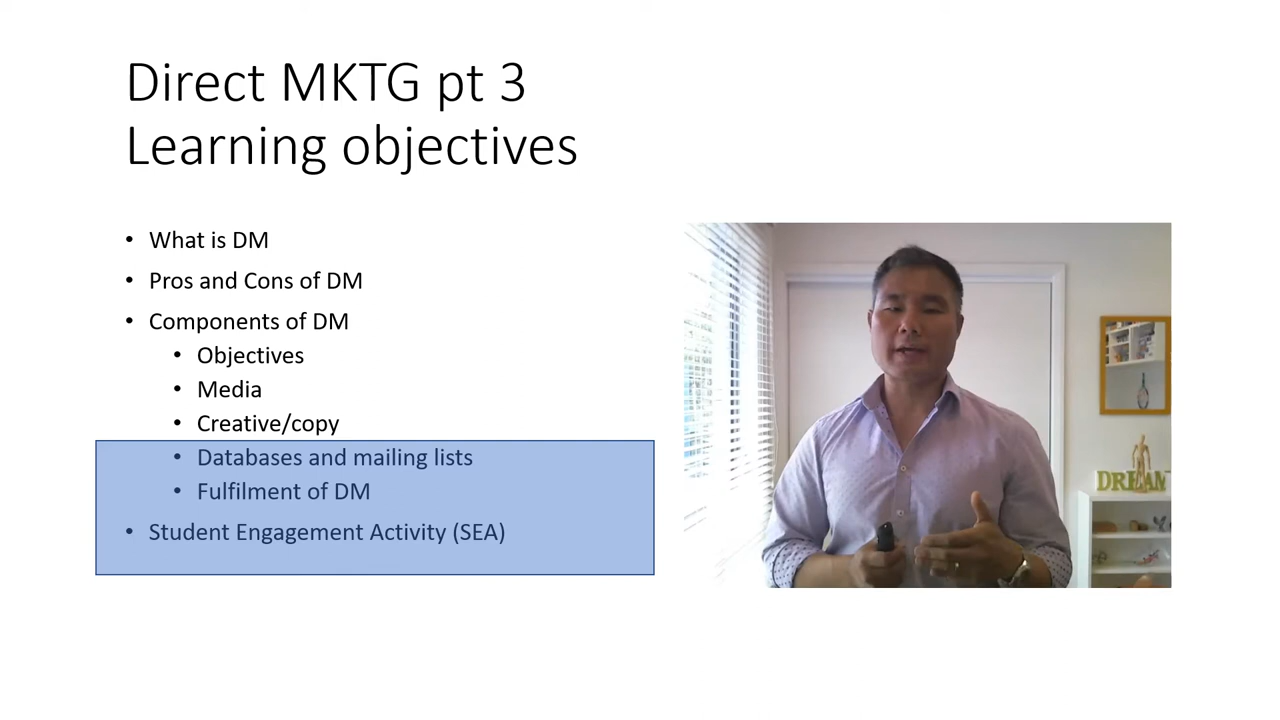 Direct MKTG pt 3
Learning objectives
• What is DM
• Pros and Cons of DM
• Components of DM
• Objectives
• Media
• Creative/copy
• Databases and mailing lists
• Fulfilment of DM
• Student Engagement Activity (SEA)
DREAM